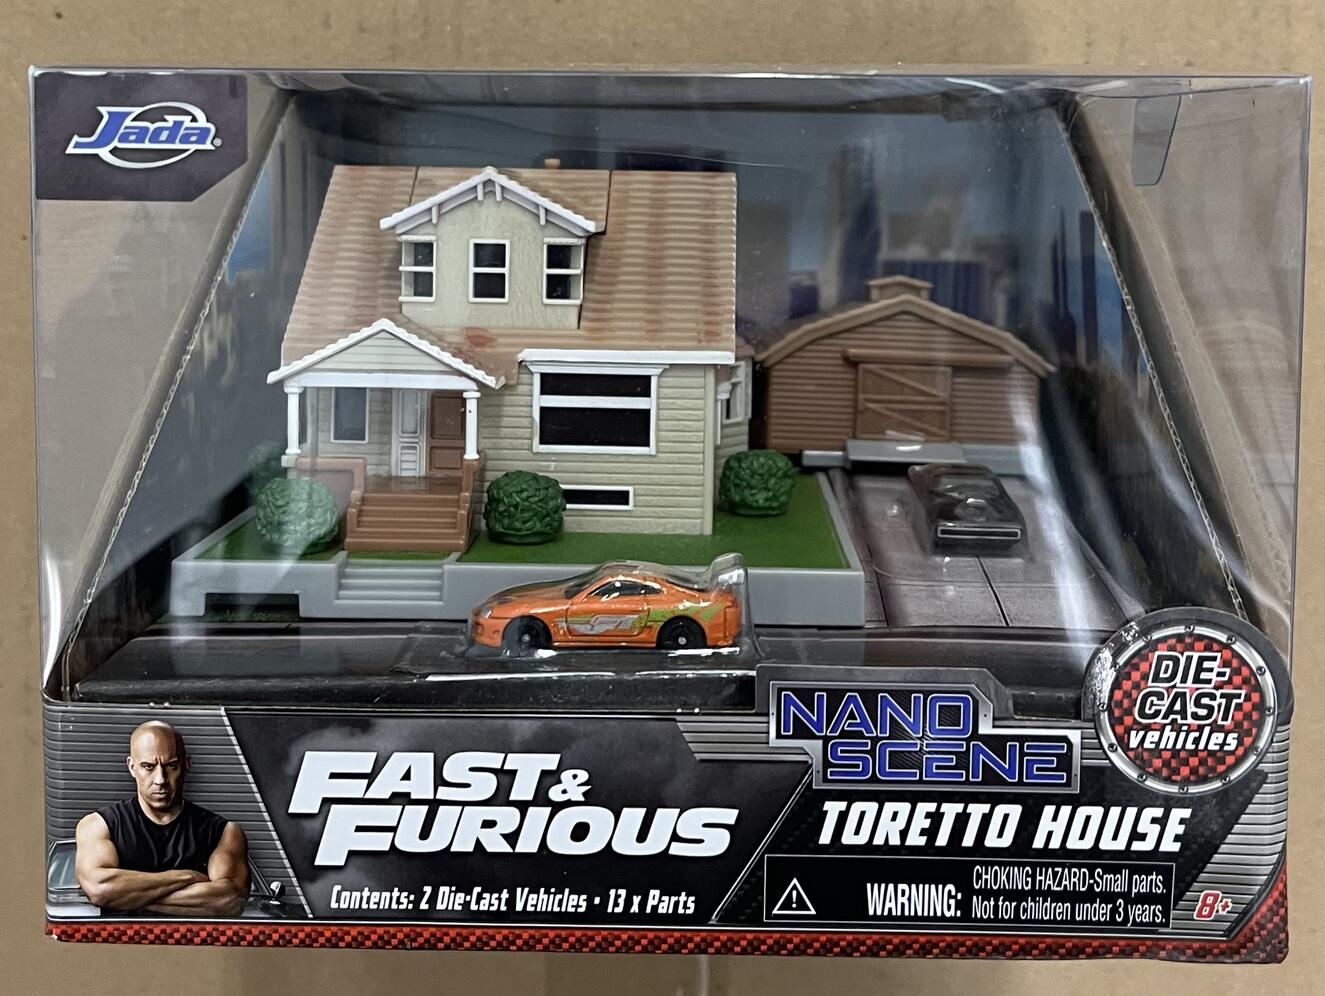 Jada
NANO
SCENE
DIE-
CAST
vehicles
FAST &
FURIOUS
TORETTO HOUSE
Contents: 2 Die-Cast Vehicles • 13 x Parts
WARNING:
CHOKING HAZARD-Small parts.
Not for children under 3 years.
8+